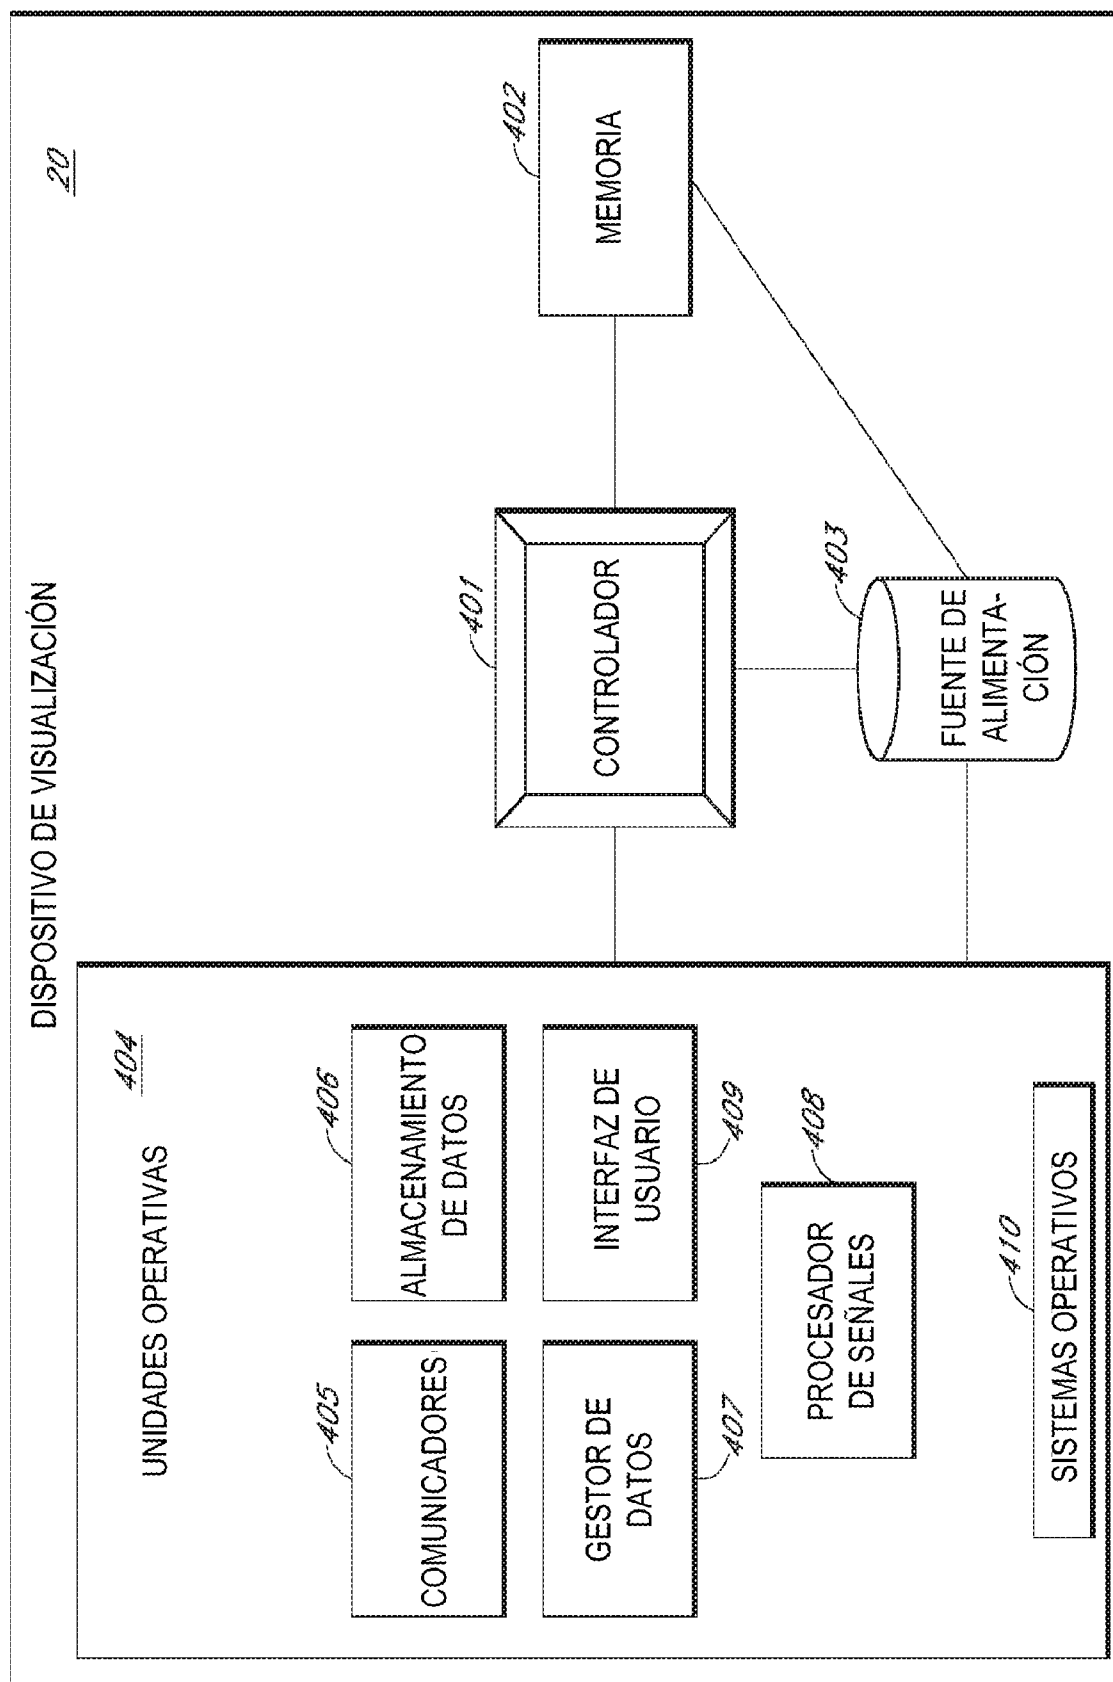 DISPOSITIVO DE VISUALIZACIÓN
20
UNIDADES OPERATIVAS
404
405
COMUNICADORES
406
ALMACENAMIENTO
DE DATOS
GESTOR DE
DATOS
407
INTERFAZ DE
USUARIO
409
PROCESADOR
DE SEÑALES
408
SISTEMAS OPERATIVOS
410
401
CONTROLADOR
402
MEMORIA
403
FUENTE DE
ALIMENTA-
CIÓN